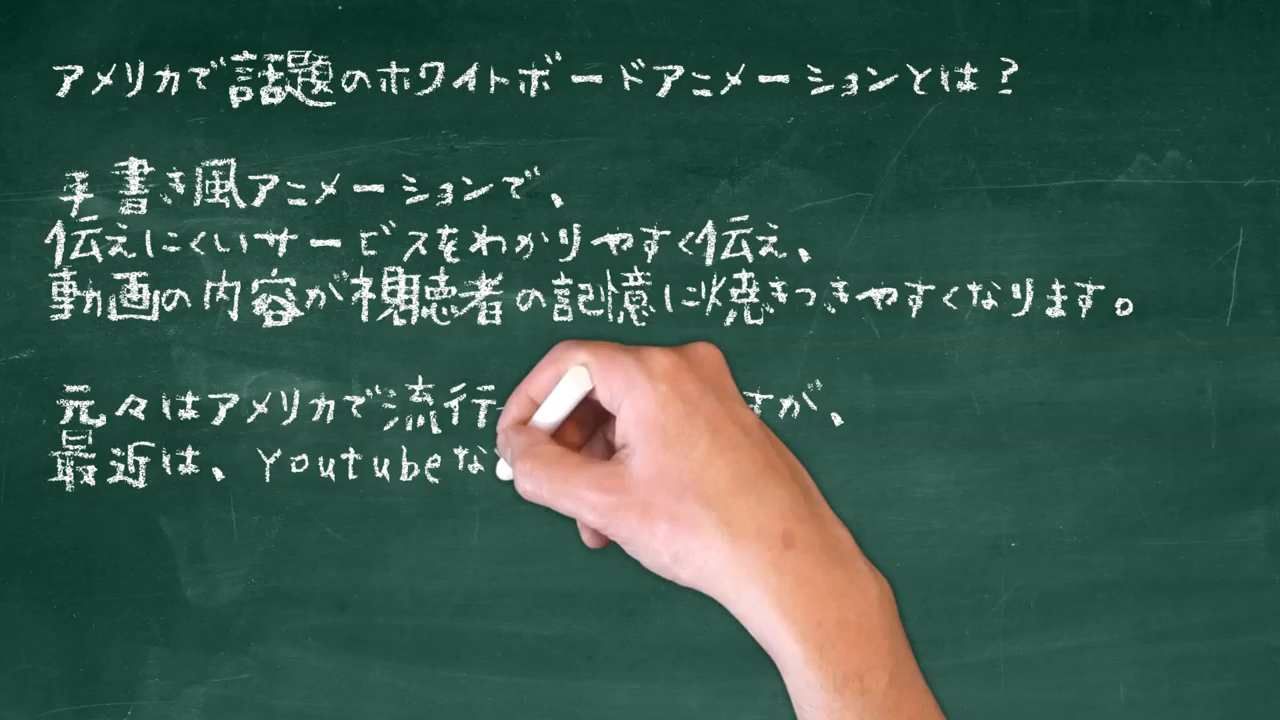 アメリカで話題のホワイトボードアニメーションとは?
手書き風アニメーションで、
伝えにくいサービスをわかりやすく伝え、
動画の内容が視聴者の記憶に焼きつきやすくなります。
元々はアメリカで流行 すが、
最近は、Youtubeな